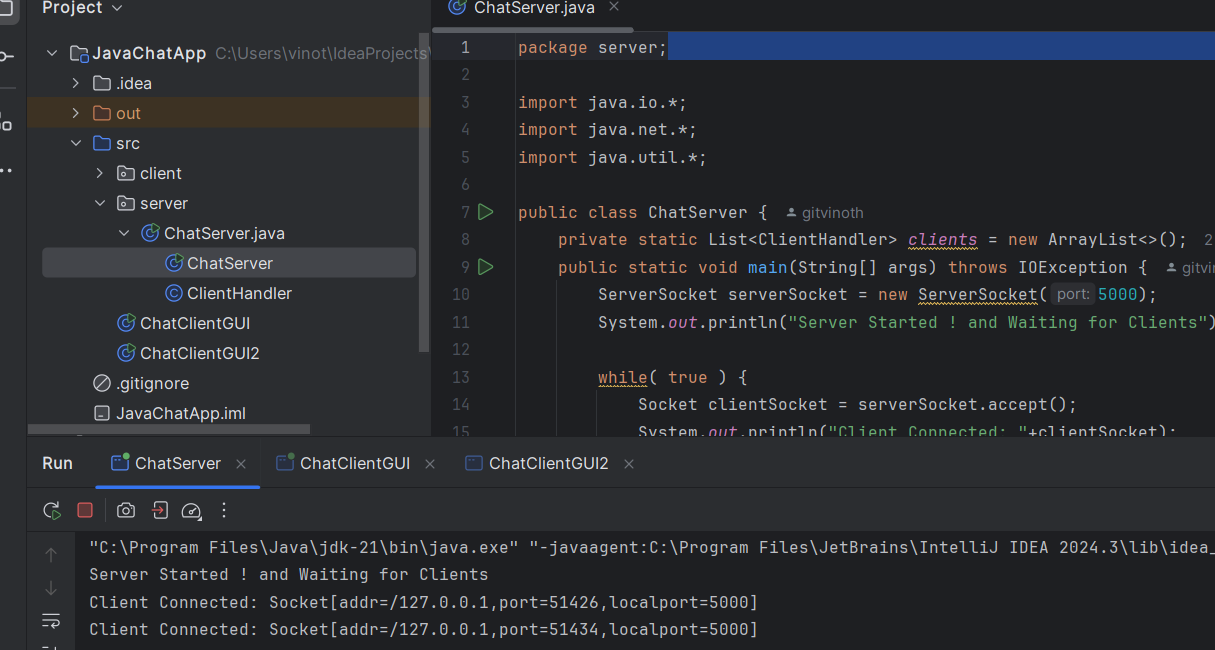 Project
JavaChatApp C:\Users\vinot\IdeaProjects\
.idea
out
src
client
server
ChatServer.java
ChatServer
ClientHandler
ChatClientGUI
ChatClientGUI2
.gitignore
JavaChatApp.iml
ChatServer.java
1 package server;
2
3 import java.io.*;
4 import java.net.*;
5 import java.util.*;
6
7 public class ChatServer { gitvinoth
8 private static List<ClientHandler> clients = new ArrayList<>(); 2
9 public static void main(String[] args) throws IOException { gitvin
10 ServerSocket serverSocket = new ServerSocket( port: 5000);
11 System.out.println("Server Started ! and Waiting for Clients")
12
13 while( true ) {
14 Socket clientSocket = serverSocket.accept();
15 System.out.println("Client Connected: "+clientSocket);
Run ChatServer ChatClientGUI ChatClientGUI2
"C:\Program Files\Java\jdk-21\bin\java.exe" "-javaagent:C:\Program Files\JetBrains\IntelliJ IDEA 2024.3\lib\idea_
Server Started ! and Waiting for Clients
Client Connected: Socket[addr=/127.0.0.1,port=51426,localport=5000]
Client Connected: Socket[addr=/127.0.0.1,port=51434,localport=5000]